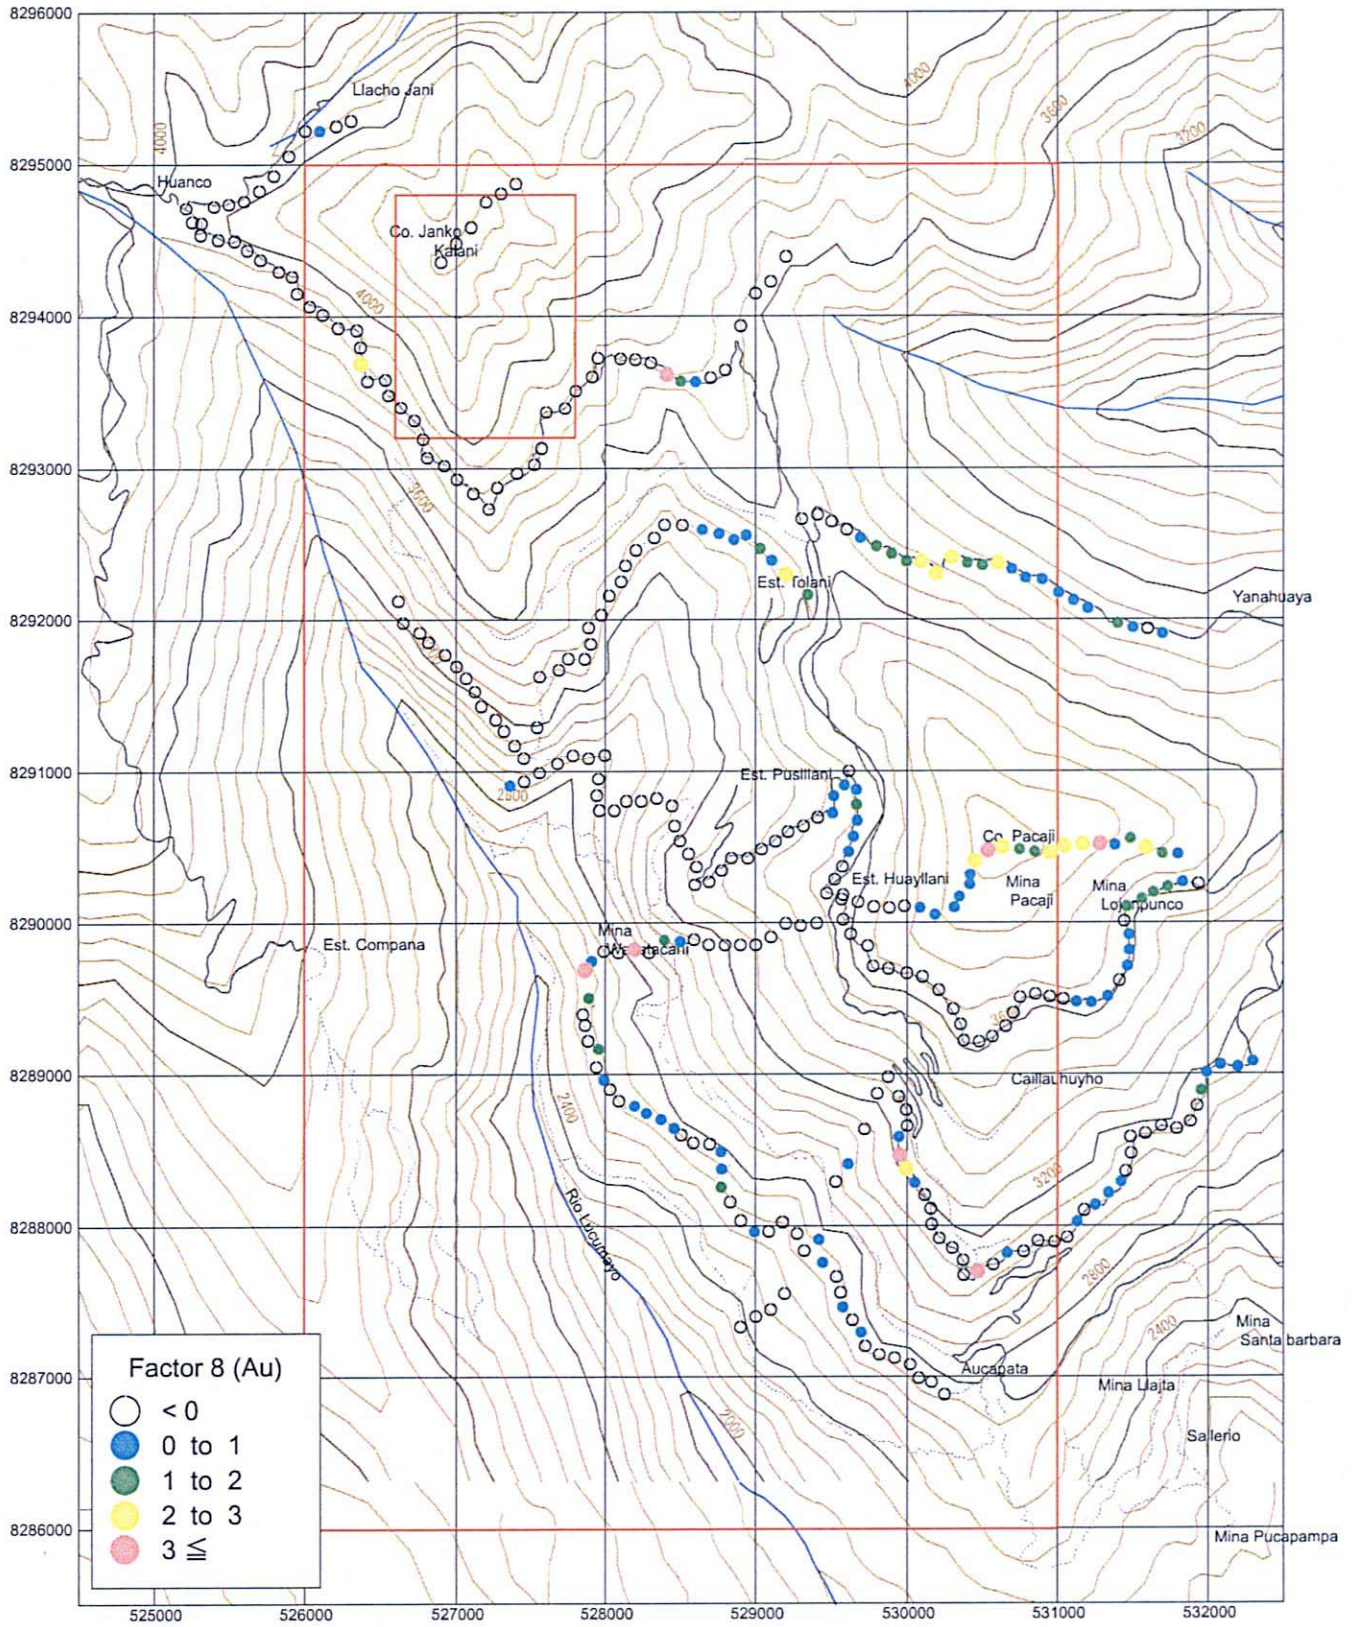 8296000
Llacho Jani
4000
4000
3600
3200
8295000
Huanco
Co. Janko
Katani
8294000
4000
8293000
3600
Est. Tolani
Yanahuaya
8292000
8291000
Est. Pusillani
2800
Co. Pacaji
Est. Huayllani
Mina
Pacaji
Mina
8290000
Mina
Est. Compana
3600
8289000
Caillauhuyho
2400
3200
Rio Lucumayo
8288000
2800
2400
Mina
Santa barbara
Factor 8 (Au)
8287000
Aucapata
Mina Llajta
< 0
0 to 1
1 to 2
2 to 3
3 ≦
2000
Sallerio
8286000
Mina Pucapampa
525000
526000
527000
528000
529000
530000
531000
532000